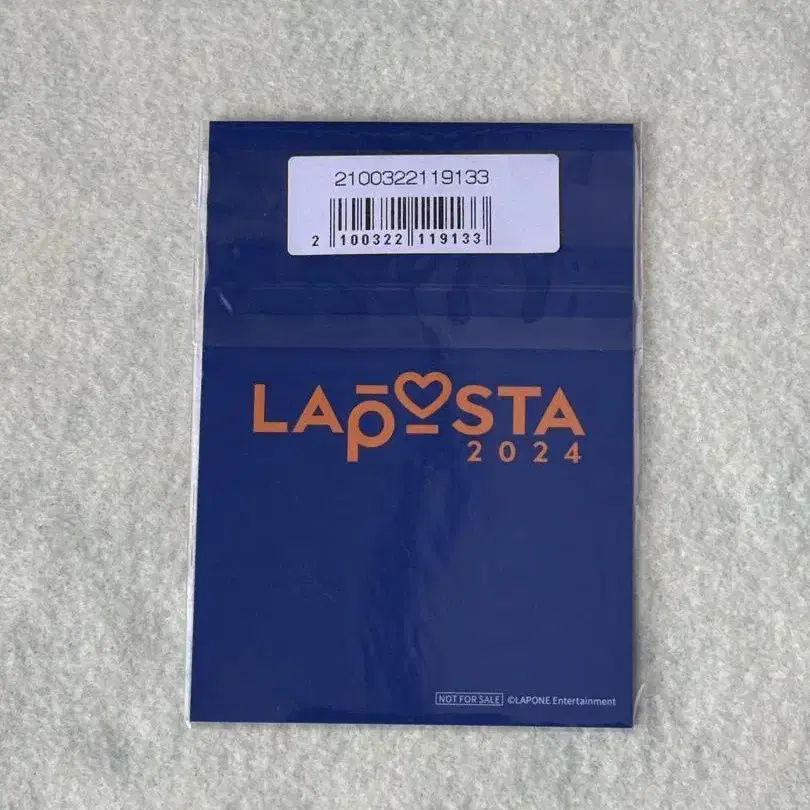 2100322119133
2 100322 119133
LAPOSTA
2024
NOT FOR SALE ©LAPONE Entertainment